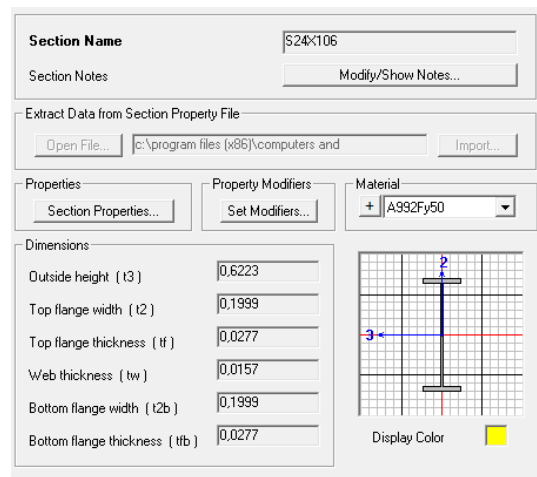 Section Name S24X106
Section Notes Modify/Show Notes...
Extract Data from Section Property File
Open File... c:\program files (x86)\computers and Import...
Properties Property Modifiers Material
Section Properties... Set Modifiers... + A992Fy50
Dimensions
Outside height ( t3 ) 0,6223
Top flange width ( t2 ) 0,1999
Top flange thickness ( tf ) 0,0277
Web thickness ( tw ) 0,0157
Bottom flange width ( t2b ) 0,1999
Bottom flange thickness ( tfb ) 0,0277
2
3
Display Color